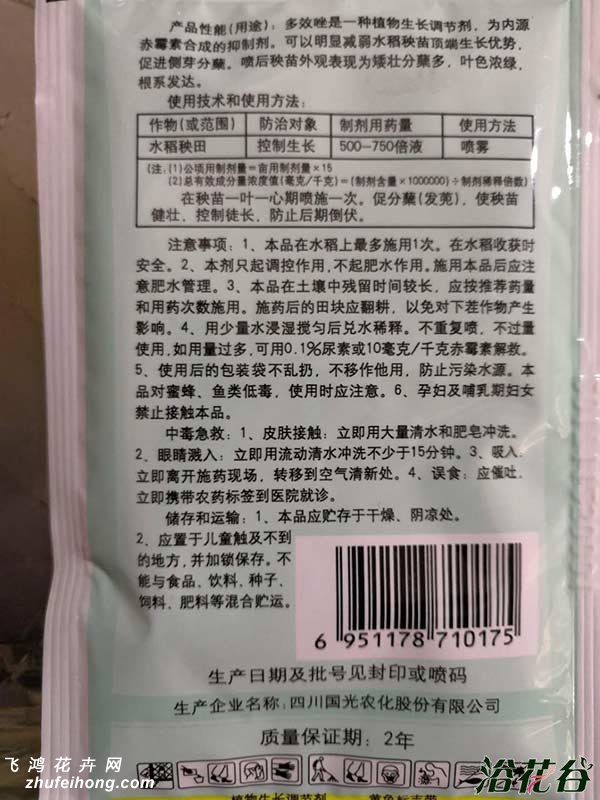 产品性能(用途)：多效唑是一种植物生长调节剂，为内源
赤霉素合成的抑制剂。可以明显减弱水稻秧苗顶端生长优势，
促进侧芽分蘖。喷后秧苗外观表现为矮壮分蘖多，叶色浓绿，
根系发达。
使用技术和使用方法：
作物(或范围) 防治对象 制剂用药量 使用方法
水稻秧田 控制生长 500-750倍液 喷雾
(注：(1)公顷用制剂量＝亩用制剂量×15
(2)总有效成分量浓度值(毫克/千克)＝(制剂含量×1000000)÷制剂稀释倍数)
在秧苗一叶一心期喷施一次。促分蘖(发蔸)，使秧苗
健壮，控制徒长，防止后期倒伏。
注意事项：1、本品在水稻上最多施用1次。在水稻收获时
安全。2、本剂只起调控作用，不起肥水作用。施用本品后应注
意肥水管理。3、本品在土壤中残留时间较长，应按推荐药量
和用药次数施用。施药后的田块应翻耕，以免对下茬作物产生
影响。4、用少量水浸湿搅匀后兑水稀释。不重复喷，不过量
使用，如用量过多，可用0.1%尿素或10毫克/千克赤霉素解救。
5、使用后的包装袋不乱扔，不移作他用，防止污染水源。本
品对蜜蜂、鱼类低毒，使用时应注意。6、孕妇及哺乳期妇女
禁止接触本品。
中毒急救：1、皮肤接触：立即用大量清水和肥皂冲洗。
2、眼睛溅入：立即用流动清水冲洗不少于15分钟。3、吸入：
立即离开施药现场，转移到空气清新处。4、误食：应催吐，
立即携带农药标签到医院就诊。
储存和运输：1、本品应贮存于干燥、阴凉处。
2、应置于儿童触及不到
的地方，并加锁保存。不
能与食品、饮料、种子、
饲料、肥料等混合贮运。
6 951178 710175
生产日期及批号见封印或喷码
生产企业名称：四川国光农化股份有限公司
质量保证期：2年
植物生长调节剂 黄色标志带
飞鸿花卉网
zhufeihong.com
浴花谷